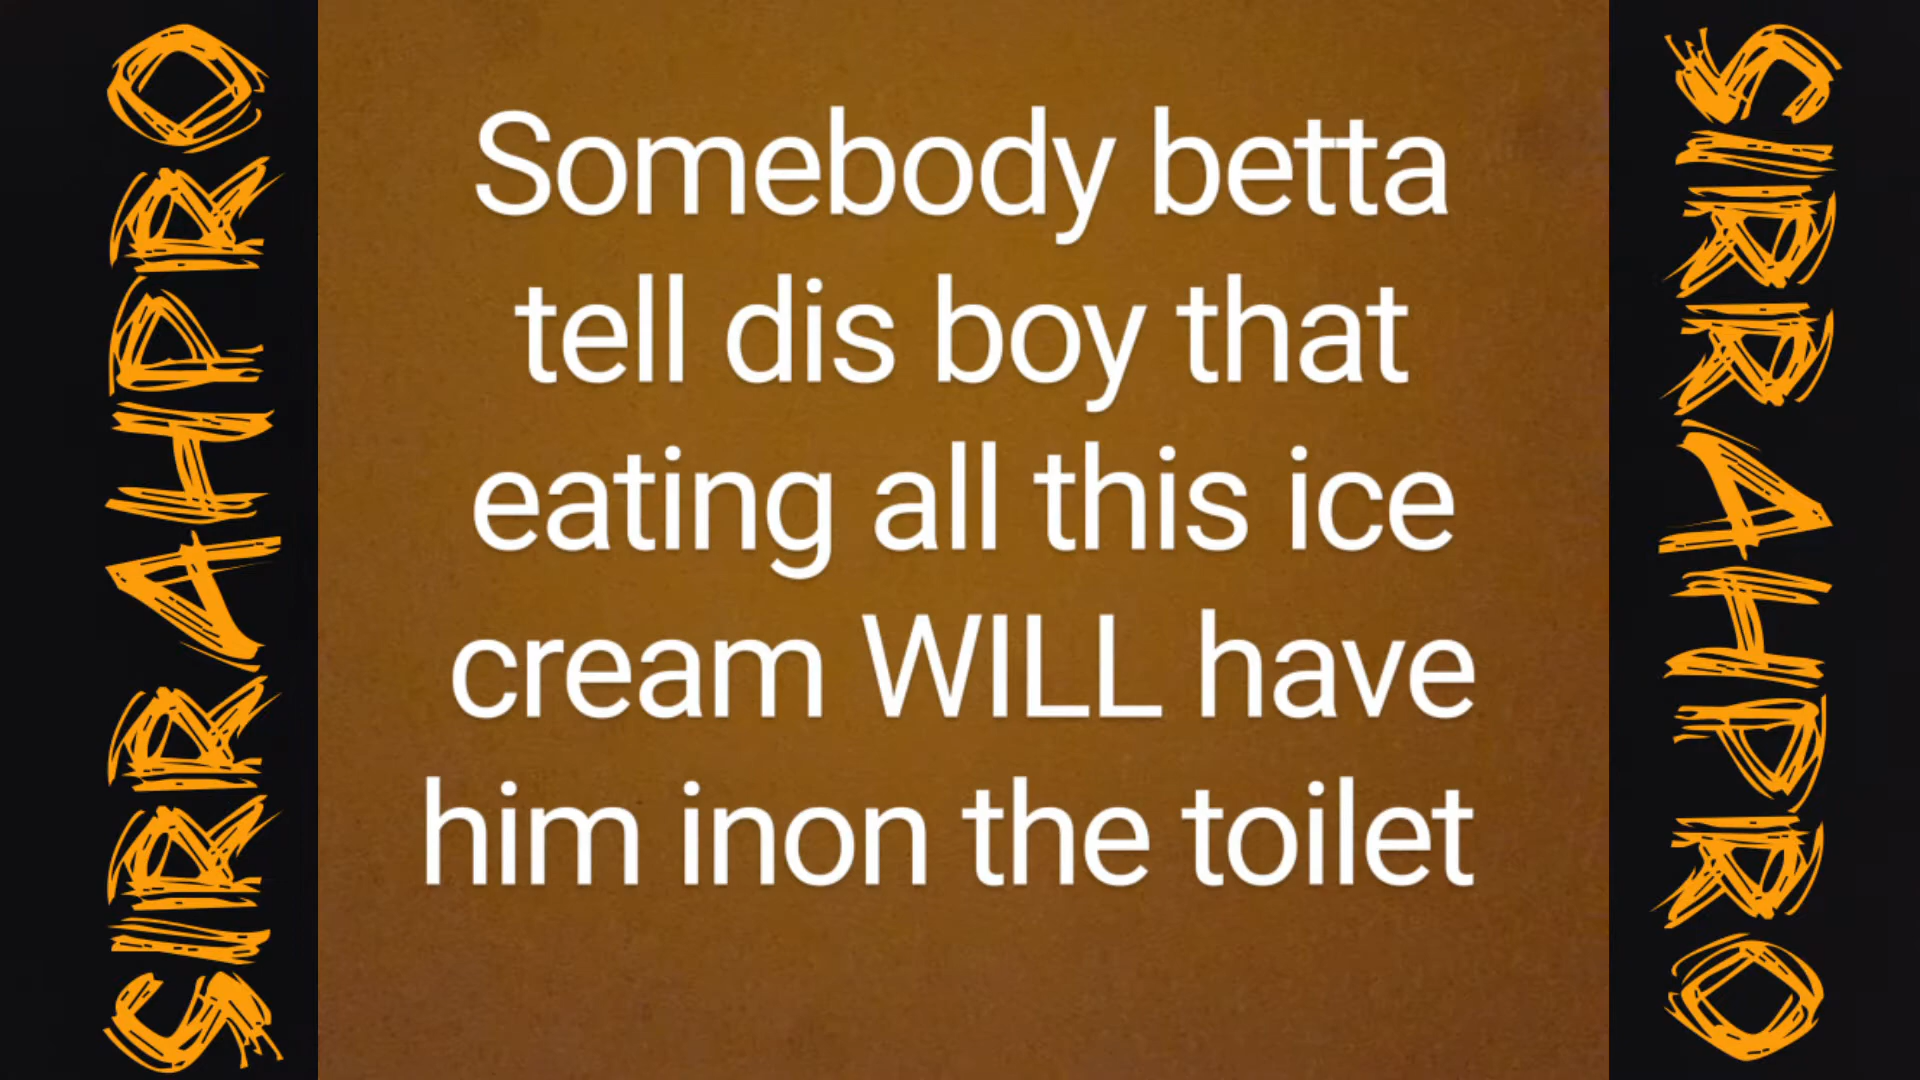 SIRRAHPRO
Somebody betta
tell dis boy that
eating all this ice
cream WILL have
him inon the toilet
SIRRAHPRO